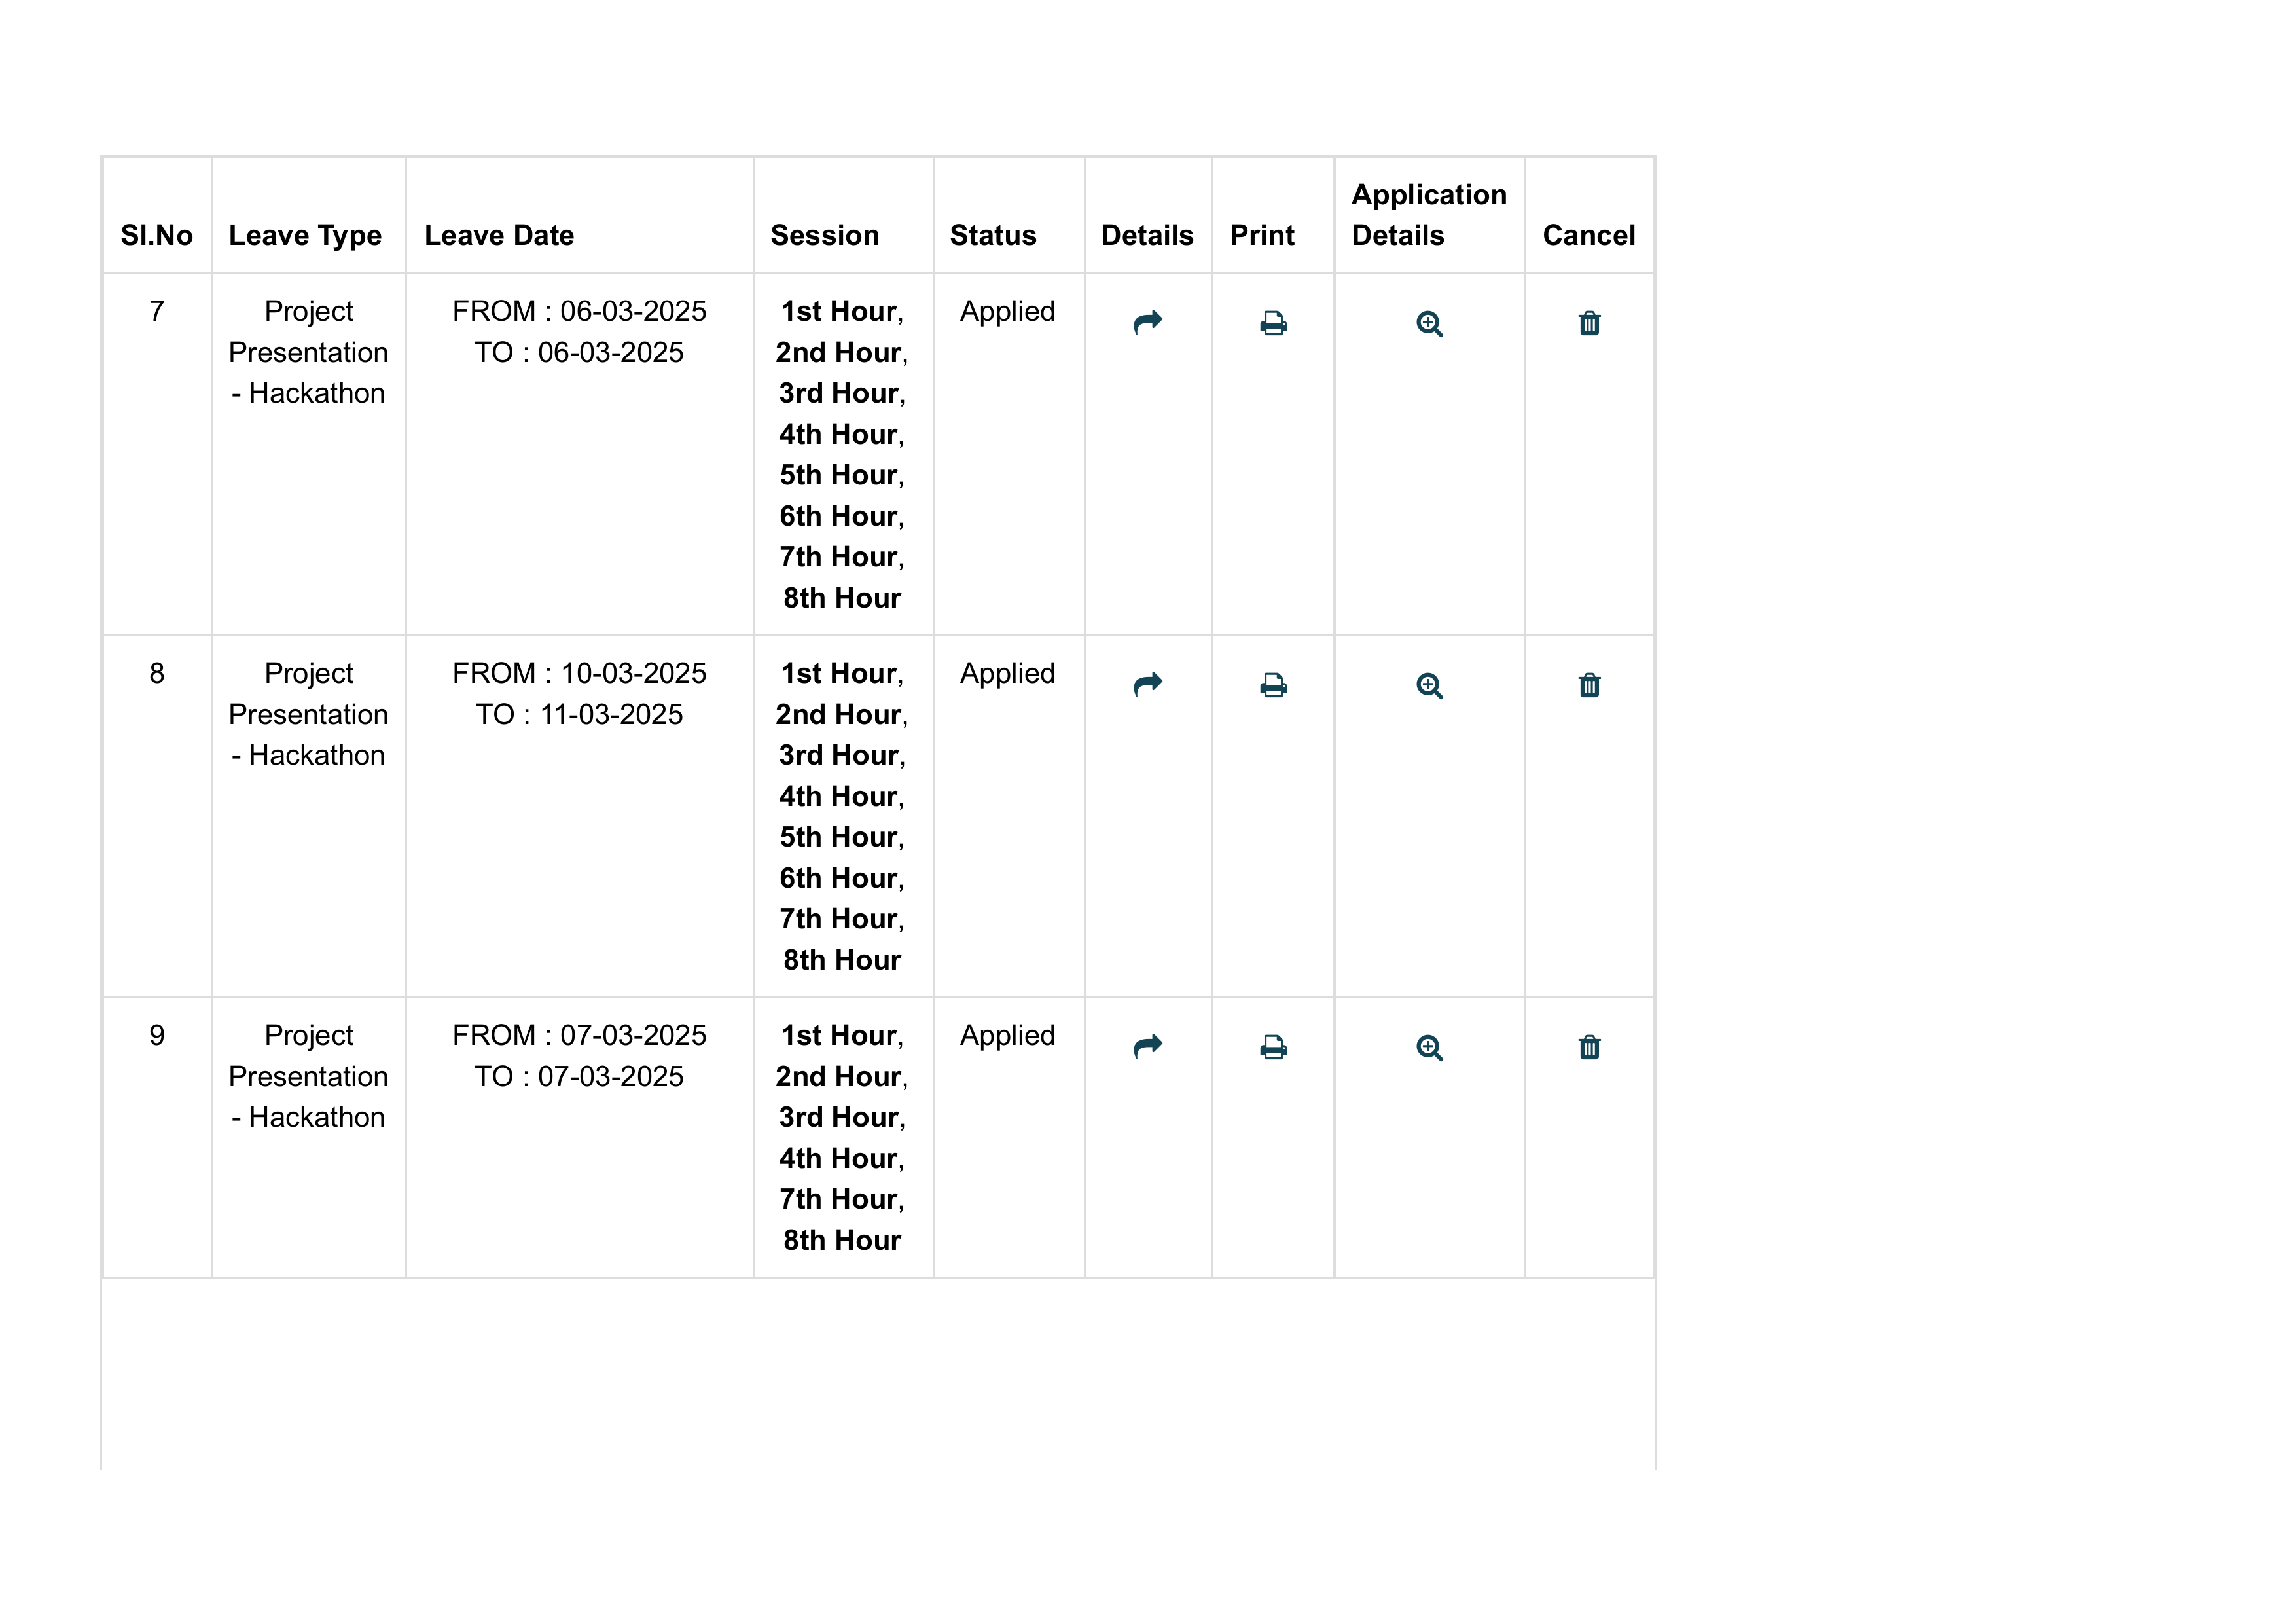 Sl.No Leave Type Leave Date Session Status Details Print Application Details Cancel
7 Project FROM : 06-03-2025 1st Hour, Applied
Presentation TO : 06-03-2025 2nd Hour,
- Hackathon 3rd Hour,
4th Hour,
5th Hour,
6th Hour,
7th Hour,
8th Hour
8 Project FROM : 10-03-2025 1st Hour, Applied
Presentation TO : 11-03-2025 2nd Hour,
- Hackathon 3rd Hour,
4th Hour,
5th Hour,
6th Hour,
7th Hour,
8th Hour
9 Project FROM : 07-03-2025 1st Hour, Applied
Presentation TO : 07-03-2025 2nd Hour,
- Hackathon 3rd Hour,
4th Hour,
7th Hour,
8th Hour